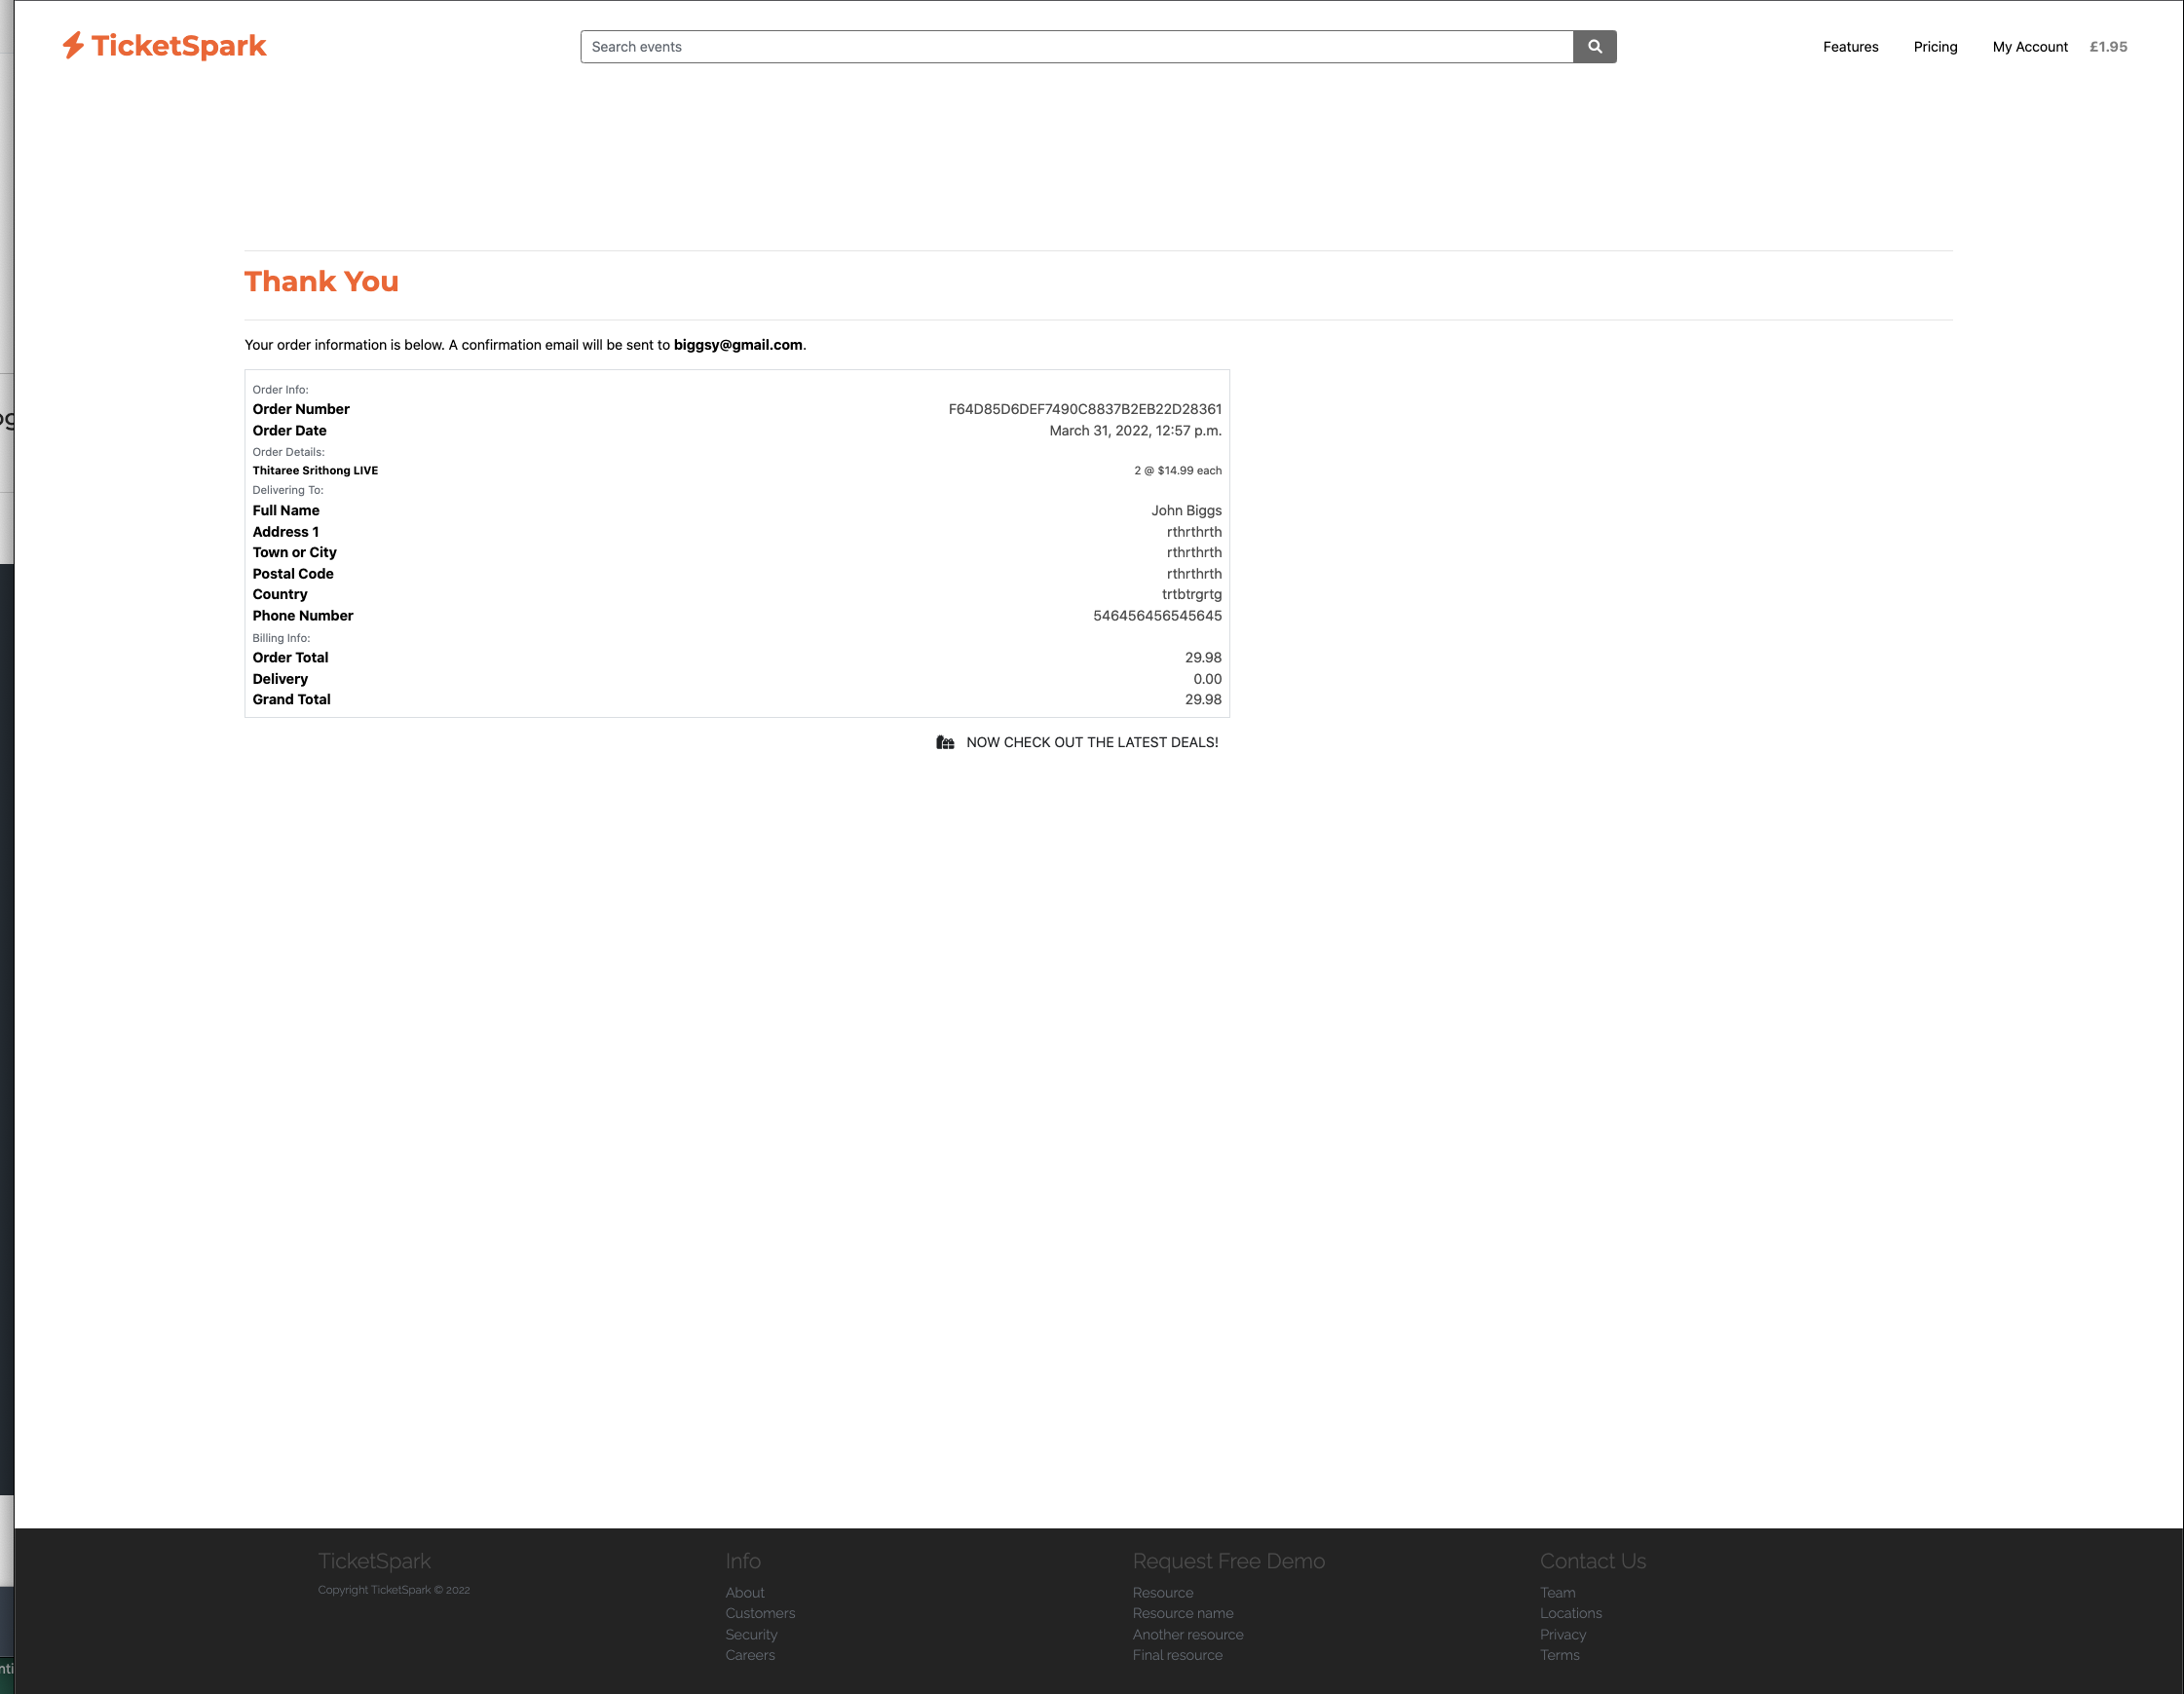 TicketSpark
Search events
Features Pricing My Account £1.95
Thank You
Your order information is below. A confirmation email will be sent to biggsy@gmail.com.
Order Info:
Order Number F64D85D6DEF7490C8837B2EB22D28361
Order Date March 31, 2022, 12:57 p.m.
Order Details:
Thitaree Srithong LIVE 2 @ $14.99 each
Delivering To:
Full Name John Biggs
Address 1 rthrthrth
Town or City rthrthrth
Postal Code rthrthrth
Country trtbtrgrtg
Phone Number 546456456545645
Billing Info:
Order Total 29.98
Delivery 0.00
Grand Total 29.98
NOW CHECK OUT THE LATEST DEALS!
TicketSpark
Copyright TicketSpark © 2022
Info
About
Customers
Security
Careers
Request Free Demo
Resource
Resource name
Another resource
Final resource
Contact Us
Team
Locations
Privacy
Terms